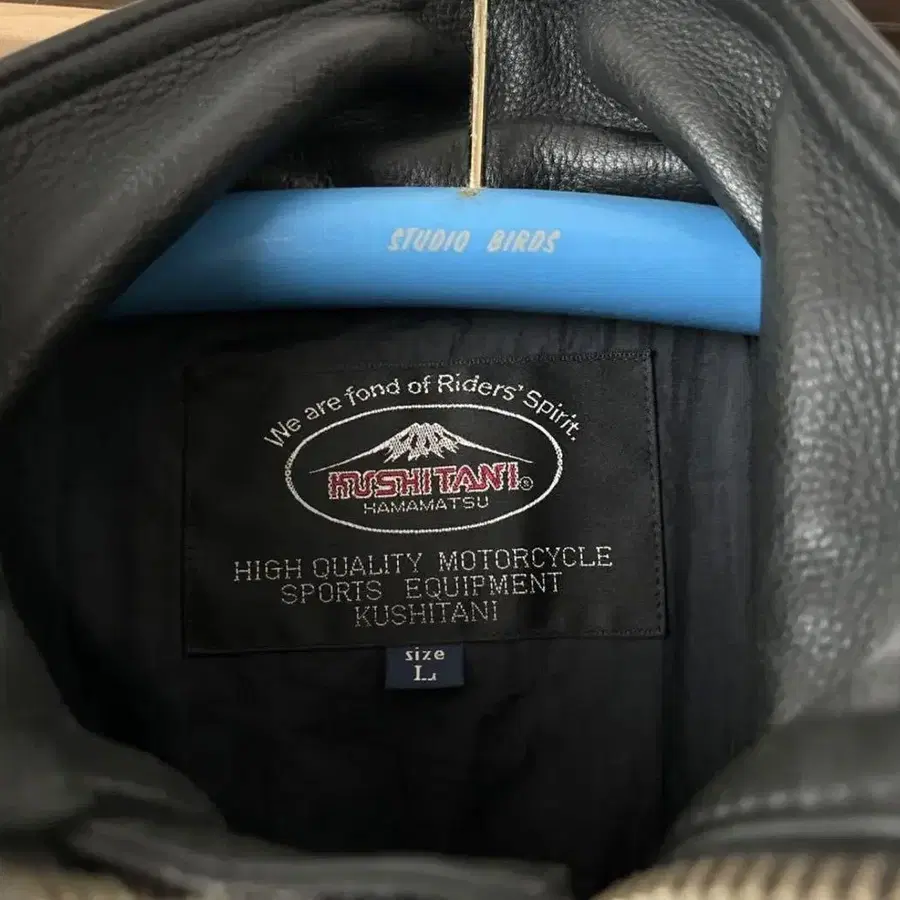 STUDIO BIRDS
We are fond of Riders' Spirit.
KUSHITANI®
HAMAMATSU
HIGH QUALITY MOTORCYCLE
SPORTS EQUIPMENT
KUSHITANI
size
L